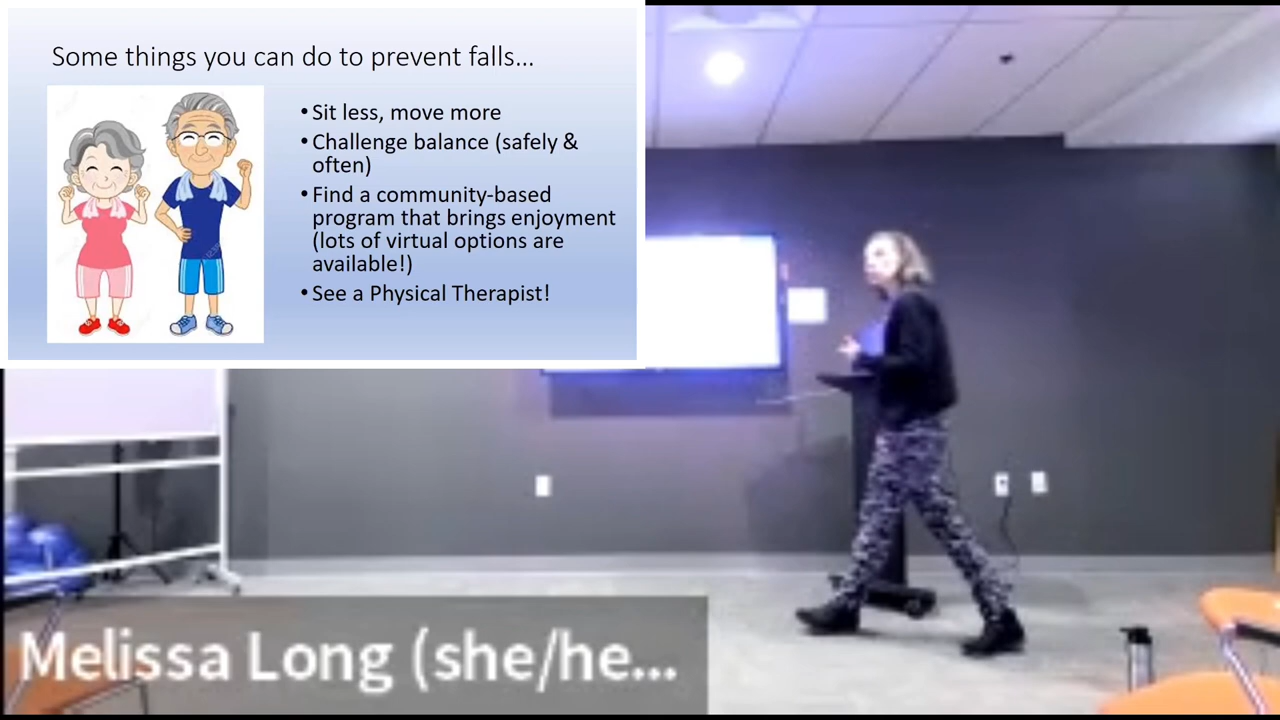 Some things you can do to prevent falls...
• Sit less, move more
• Challenge balance (safely &
often)
• Find a community-based
program that brings enjoyment
(lots of virtual options are
available!)
• See a Physical Therapist!
Melissa Long (she/he...